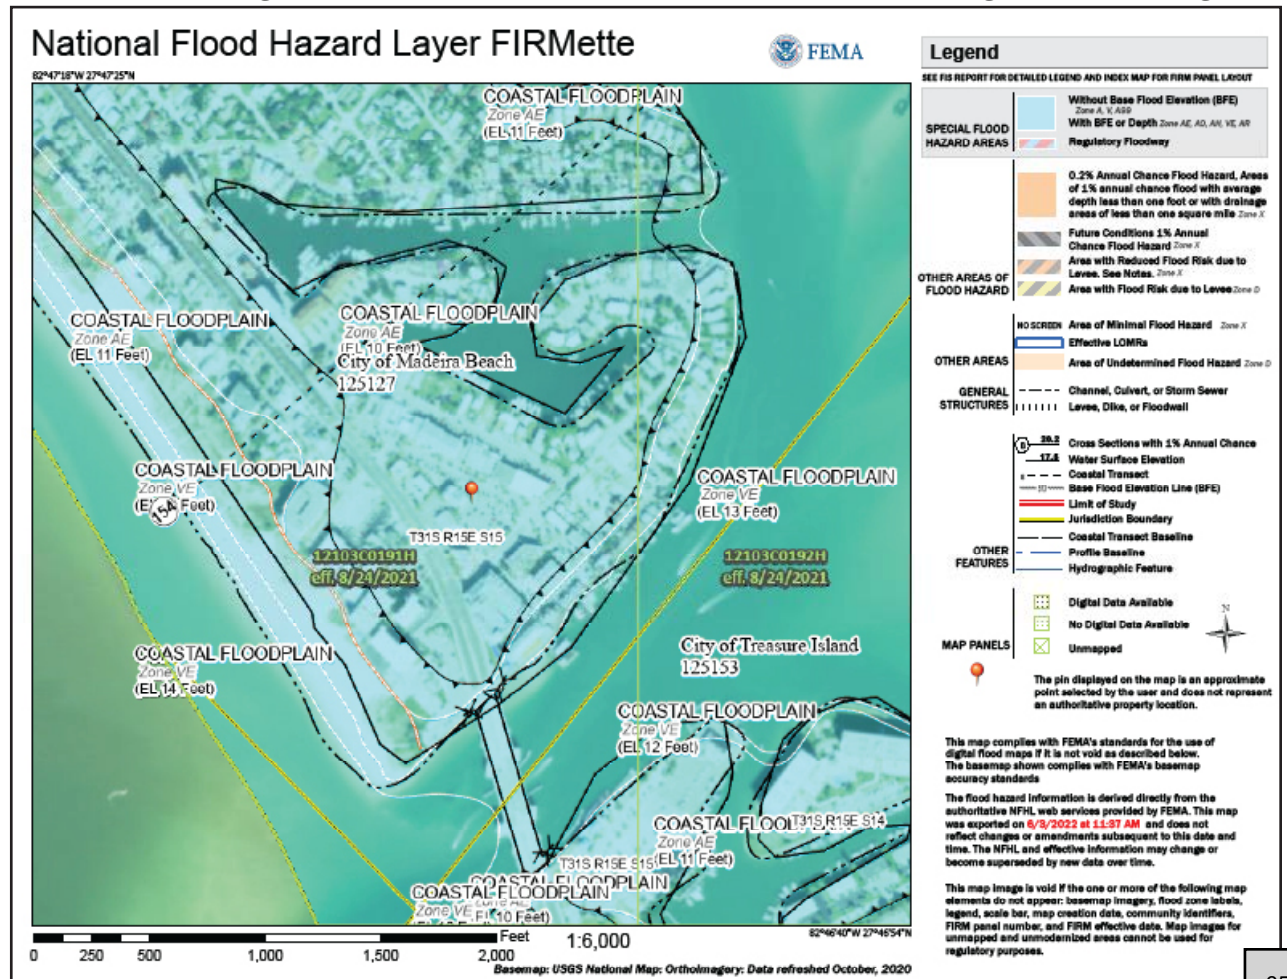 National Flood Hazard Layer FIRMette
FEMA
82°47'18"W 27°47'25"N
COASTAL FLOODPLAIN
Zone AE
(EL 11 Feet)
COASTAL FLOODPLAIN
Zone AE
(EL 11 Feet)
COASTAL FLOODPLAIN
Zone AE
(EL 10 Feet)
City of Madeira Beach
125127
COASTAL FLOODPLAIN
Zone VE
Feet)
154
COASTAL FLOODPLAIN
Zone VE
(EL 13 Feet)
T31S R15E S15
12103C0191H
eff. 8/24/2021
12103C0192H
eff. 8/24/2021
COASTAL FLOODPLAIN
Zone VE
(EL 14 Feet)
City of Treasure Island
125153
COASTAL FLOODPLAIN
Zone VE
(EL 12 Feet)
COASTAL
T31S R15E S14
Zone AE
(EL 11 Feet)
T31S R15E S15
COASTAL FLOODPLAIN
COASTAL FLOODPLAIN
Zone VE
10 Feet)
82°46'40"W 27°46'54"N
Feet
1:6,000
0 250 500 1,000 1,500 2,000
Basemap: USGS National Map: Orthoimagery: Data refreshed October, 2020
Legend
SEE FIS REPORT FOR DETAILED LEGEND AND INDEX MAP FOR FIRM PANEL LAYOUT
SPECIAL FLOOD
HAZARD AREAS
Without Base Flood Elevation (BFE)
Zone A, V, A99
With BFE or Depth Zone AE, AO, AH, VE, AR
Regulatory Floodway
OTHER AREAS OF
FLOOD HAZARD
0.2% Annual Chance Flood Hazard, Areas
of 1% annual chance flood with average
depth less than one foot or with drainage
areas of less than one square mile Zone X
Future Conditions 1% Annual
Chance Flood Hazard Zone X
Area with Reduced Flood Risk due to
Levee. See Notes. Zone X
Area with Flood Risk due to Levee Zone D
OTHER AREAS
NO SCREEN Area of Minimal Flood Hazard Zone X
Effective LOMRs
Area of Undetermined Flood Hazard Zone D
GENERAL
STRUCTURES
Channel, Culvert, or Storm Sewer
Levee, Dike, or Floodwall
OTHER
FEATURES
B 20.2 Cross Sections with 1% Annual Chance
17.5 Water Surface Elevation
8 Coastal Transect
Base Flood Elevation Line (BFE)
Limit of Study
Jurisdiction Boundary
Coastal Transect Baseline
Profile Baseline
Hydrographic Feature
MAP PANELS
Digital Data Available
No Digital Data Available
Unmapped
N
The pin displayed on the map is an approximate
point selected by the user and does not represent
an authoritative property location.
This map complies with FEMA's standards for the use of
digital flood maps if it is not void as described below.
The basemap shown complies with FEMA's basemap
accuracy standards
The flood hazard information is derived directly from the
authoritative NFHL web services provided by FEMA. This map
was exported on 6/3/2022 at 11:37 AM and does not
reflect changes or amendments subsequent to this date and
time. The NFHL and effective information may change or
become superseded by new data over time.
This map image is void if the one or more of the following map
elements do not appear: basemap imagery, flood zone labels,
legend, scale bar, map creation date, community identifiers,
FIRM panel number, and FIRM effective date. Map images for
unmapped and unmodernized areas cannot be used for
regulatory purposes.